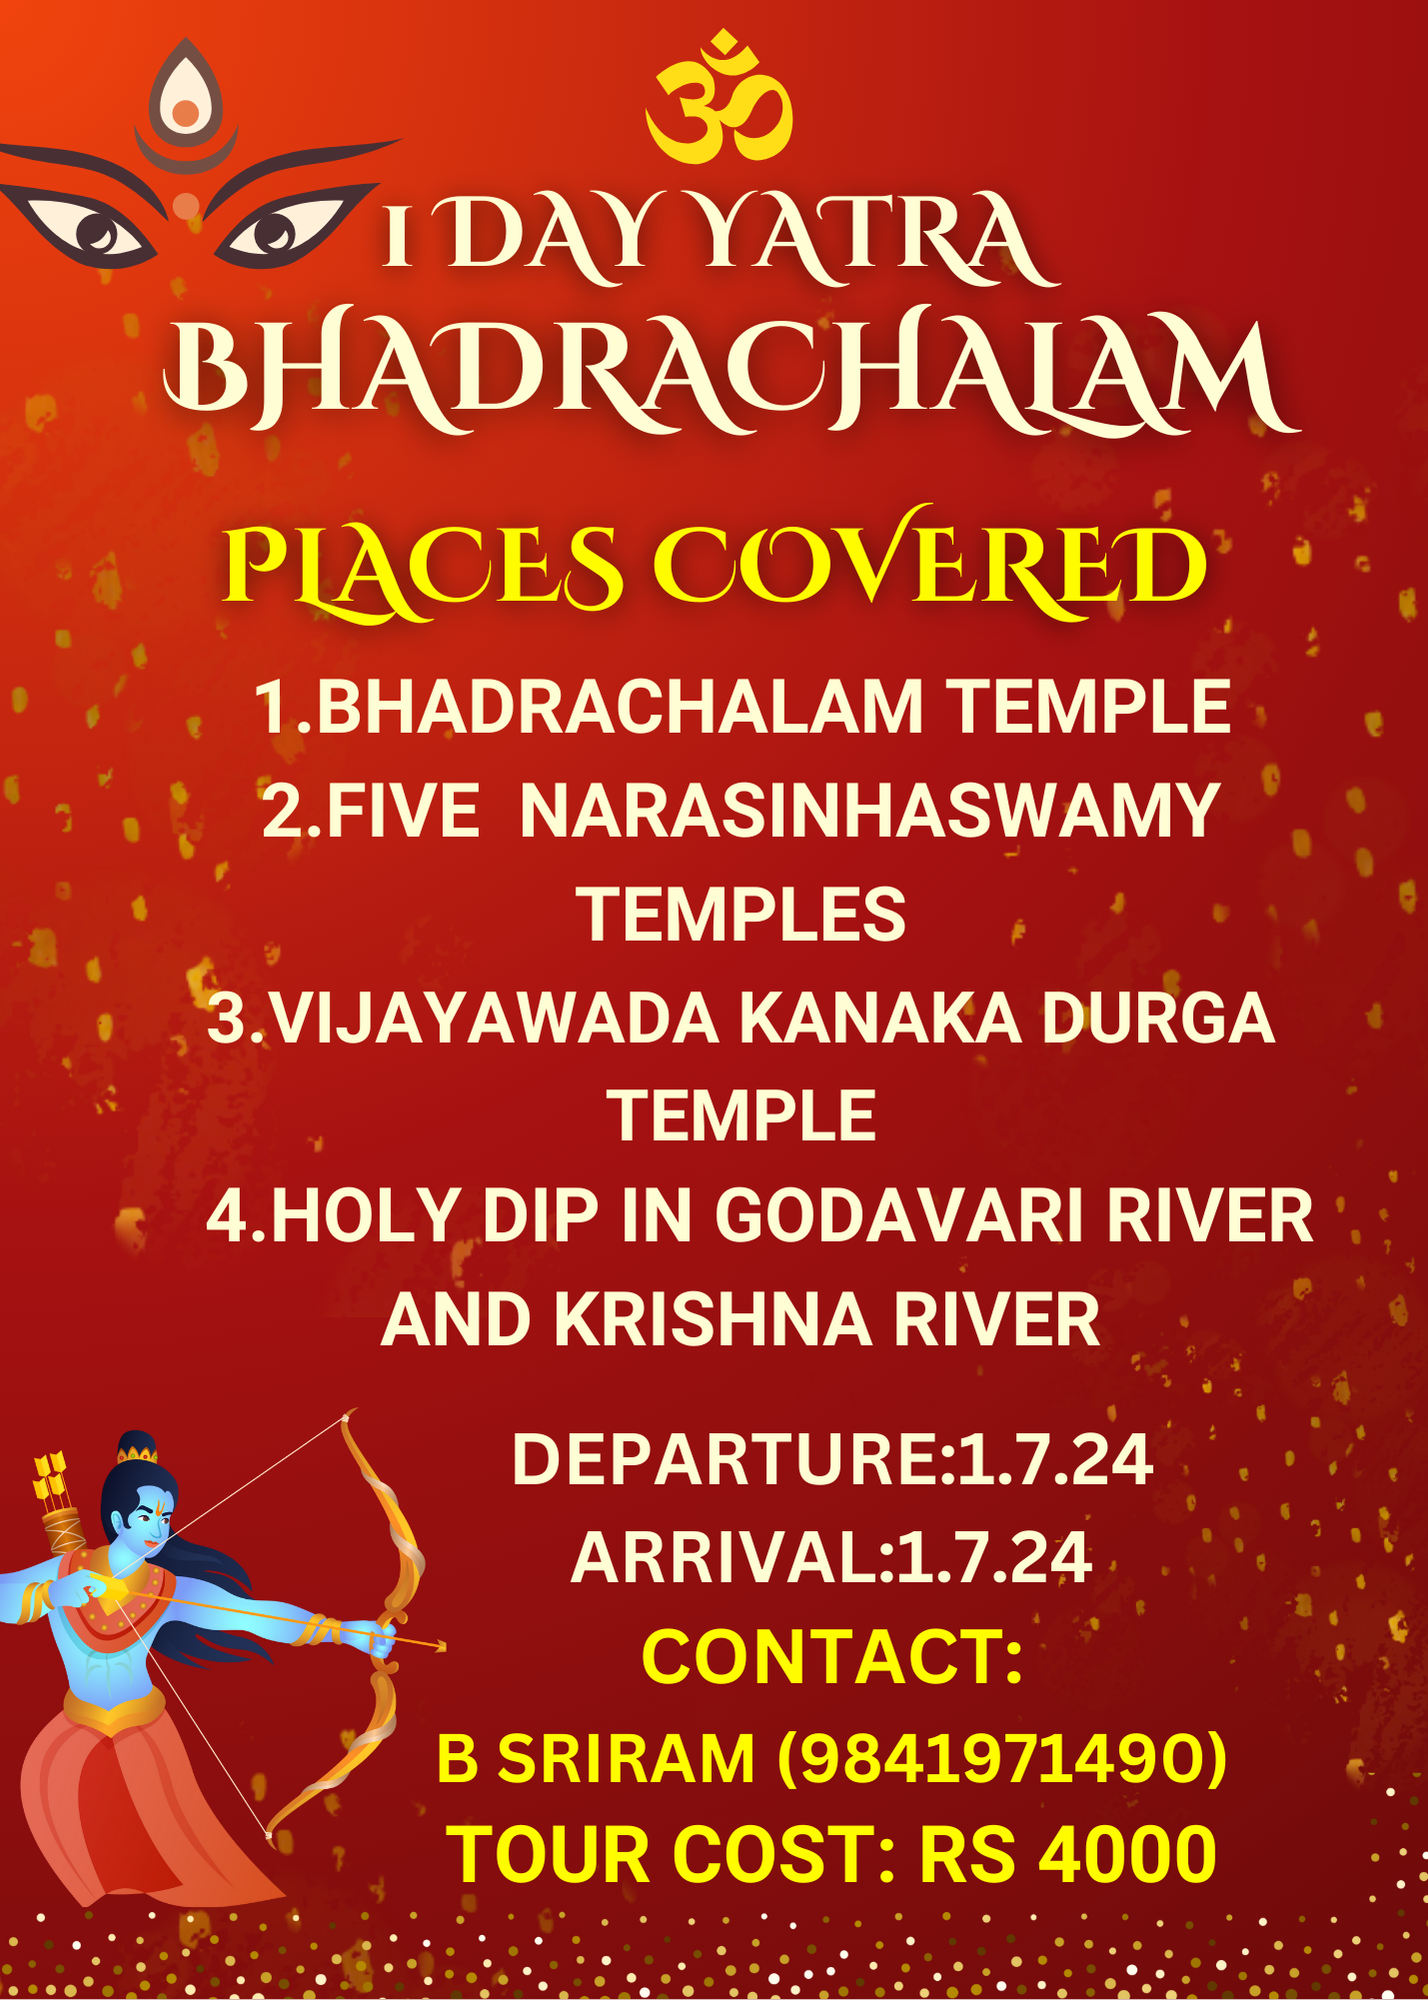 ॐ
1 DAY YATRA
BHADRACHALAM
PLACES COVERED
1.BHADRACHALAM TEMPLE
2.FIVE  NARASINHASWAMY
TEMPLES
3.VIJAYAWADA KANAKA DURGA
TEMPLE
4.HOLY DIP IN GODAVARI RIVER
AND KRISHNA RIVER
DEPARTURE:1.7.24
ARRIVAL:1.7.24
CONTACT:
B SRIRAM (9841971490)
TOUR COST: RS 4000